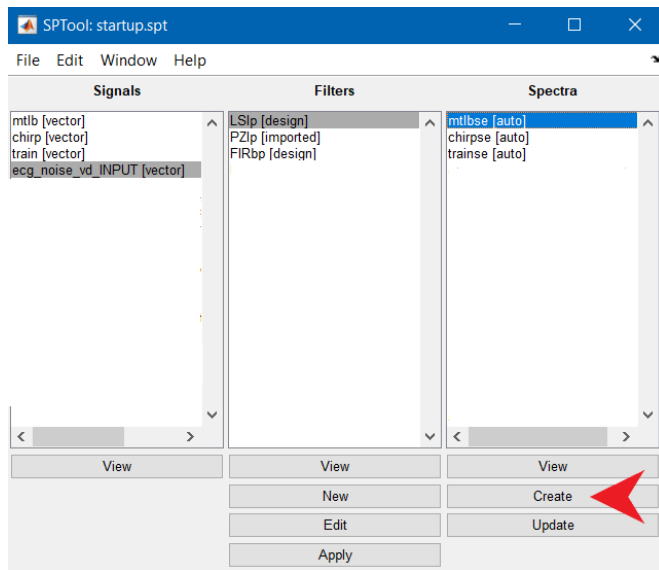 SPTool: startup.spt
File Edit Window Help
Signals
mtlb [vector]
chirp [vector]
train [vector]
ecg_noise_vd_INPUT [vector]
View
Filters
LSlp [design]
PZlp [imported]
FIRbp [design]
View
New
Edit
Apply
Spectra
mtlbse [auto]
chirpse [auto]
trainse [auto]
View
Create
Update